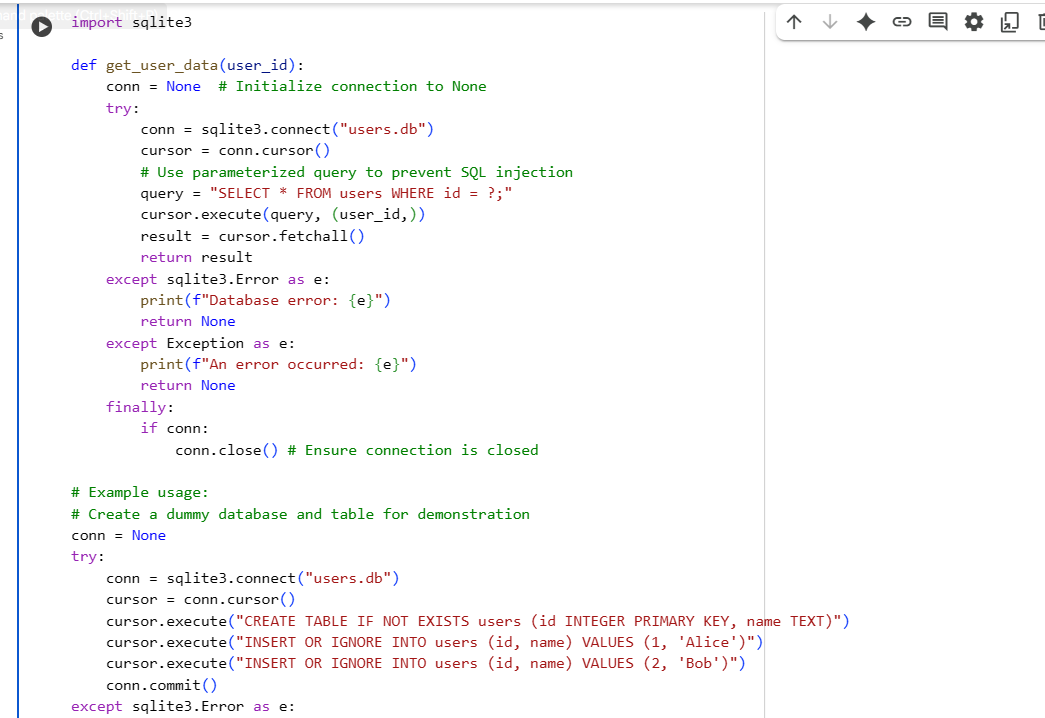 import sqlite3

def get_user_data(user_id):
    conn = None  # Initialize connection to None
    try:
        conn = sqlite3.connect("users.db")
        cursor = conn.cursor()
        # Use parameterized query to prevent SQL injection
        query = "SELECT * FROM users WHERE id = ?;"
        cursor.execute(query, (user_id,))
        result = cursor.fetchall()
        return result
    except sqlite3.Error as e:
        print(f"Database error: {e}")
        return None
    except Exception as e:
        print(f"An error occurred: {e}")
        return None
    finally:
        if conn:
            conn.close() # Ensure connection is closed

# Example usage:
# Create a dummy database and table for demonstration
conn = None
try:
    conn = sqlite3.connect("users.db")
    cursor = conn.cursor()
    cursor.execute("CREATE TABLE IF NOT EXISTS users (id INTEGER PRIMARY KEY, name TEXT)")
    cursor.execute("INSERT OR IGNORE INTO users (id, name) VALUES (1, 'Alice')")
    cursor.execute("INSERT OR IGNORE INTO users (id, name) VALUES (2, 'Bob')")
    conn.commit()
except sqlite3.Error as e: